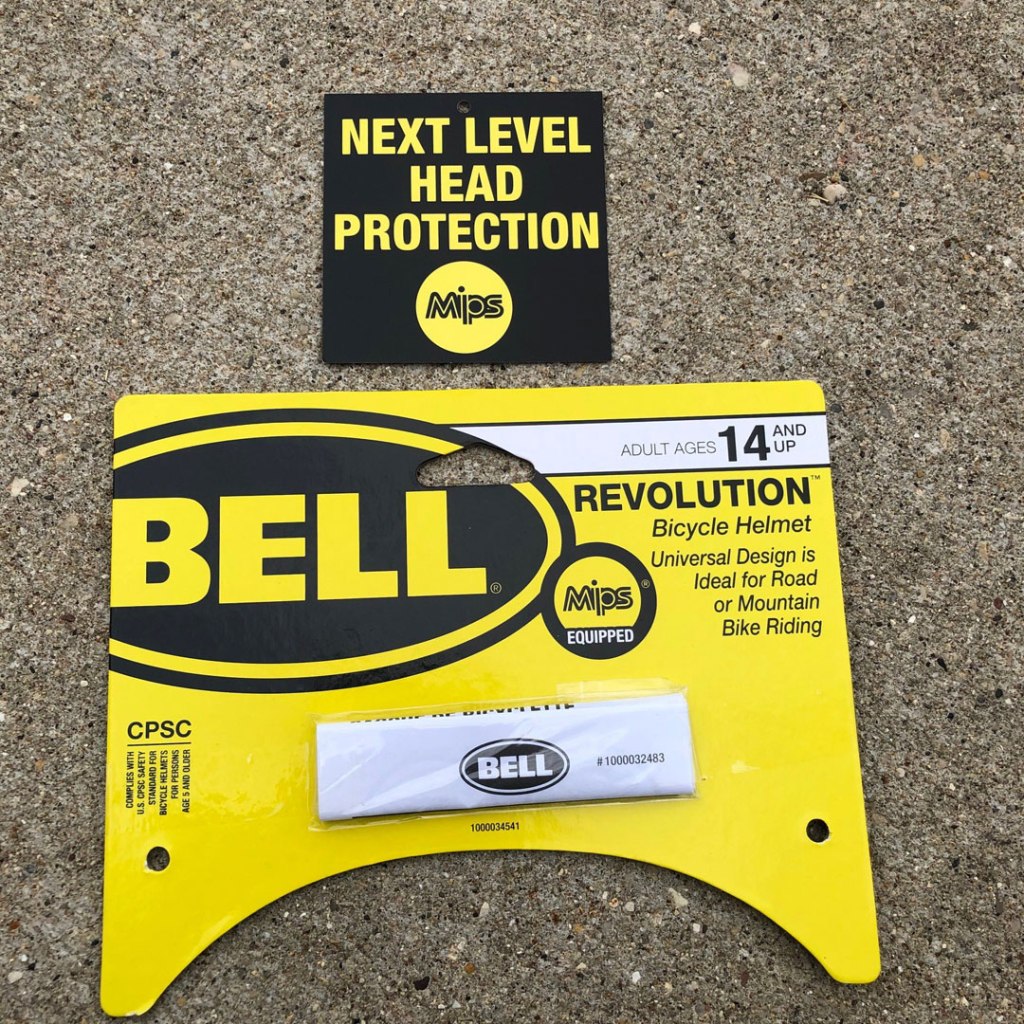 NEXT LEVEL
HEAD
PROTECTION
Mips
ADULT AGES 14 AND UP
BELL®
REVOLUTION™
Bicycle Helmet
Universal Design is
Ideal for Road
or Mountain
Bike Riding
Mips®
EQUIPPED
CPSC
COMPLIES WITH
U.S. CPSC SAFETY
STANDARD FOR
BICYCLE HELMETS
FOR PERSONS
AGE 5 AND OLDER
BELL
#1000032483
1000034541